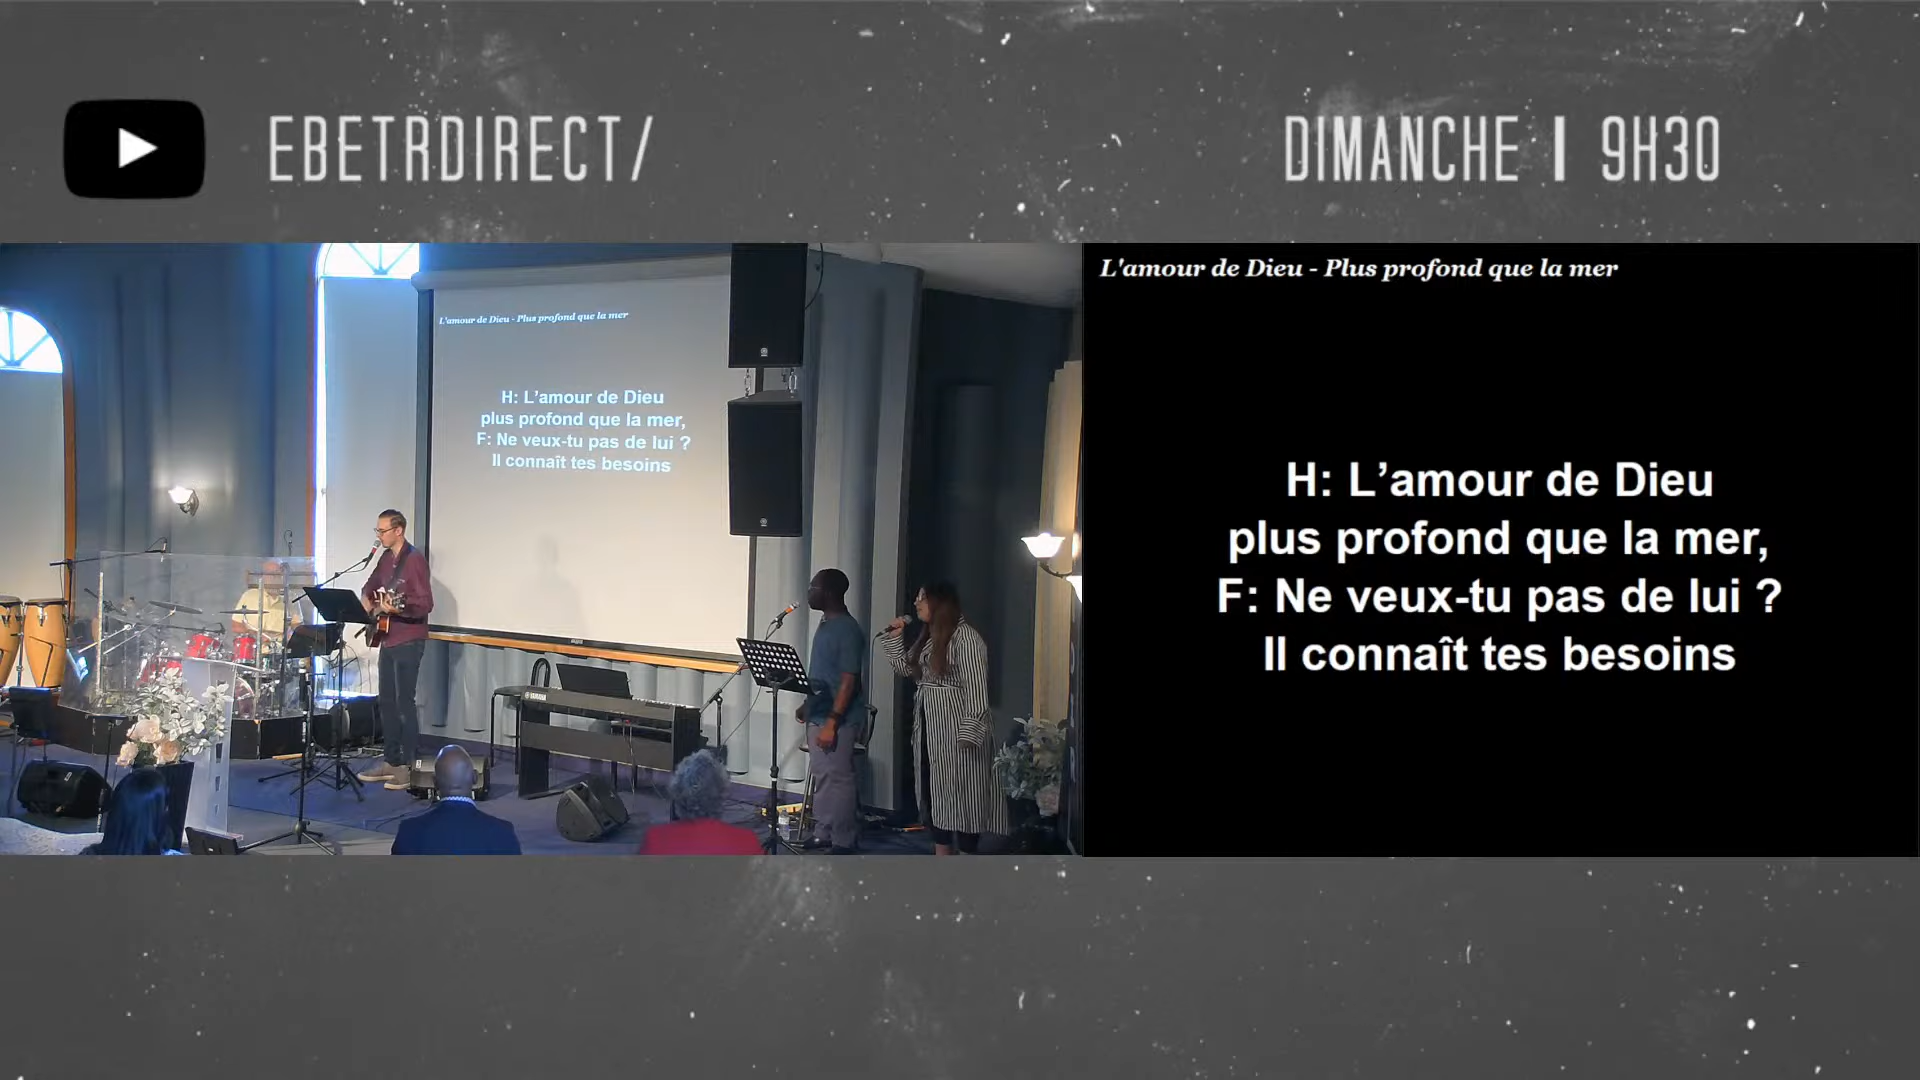 EBETRDIRECT/
DIMANCHE | 9H30
L'amour de Dieu - Plus profond que la mer
H: L'amour de Dieu
plus profond que la mer,
F: Ne veux-tu pas de lui ?
Il connaît tes besoins
YAMAHA
L'amour de Dieu - Plus profond que la mer
H: L’amour de Dieu
plus profond que la mer,
F: Ne veux-tu pas de lui ?
Il connaît tes besoins